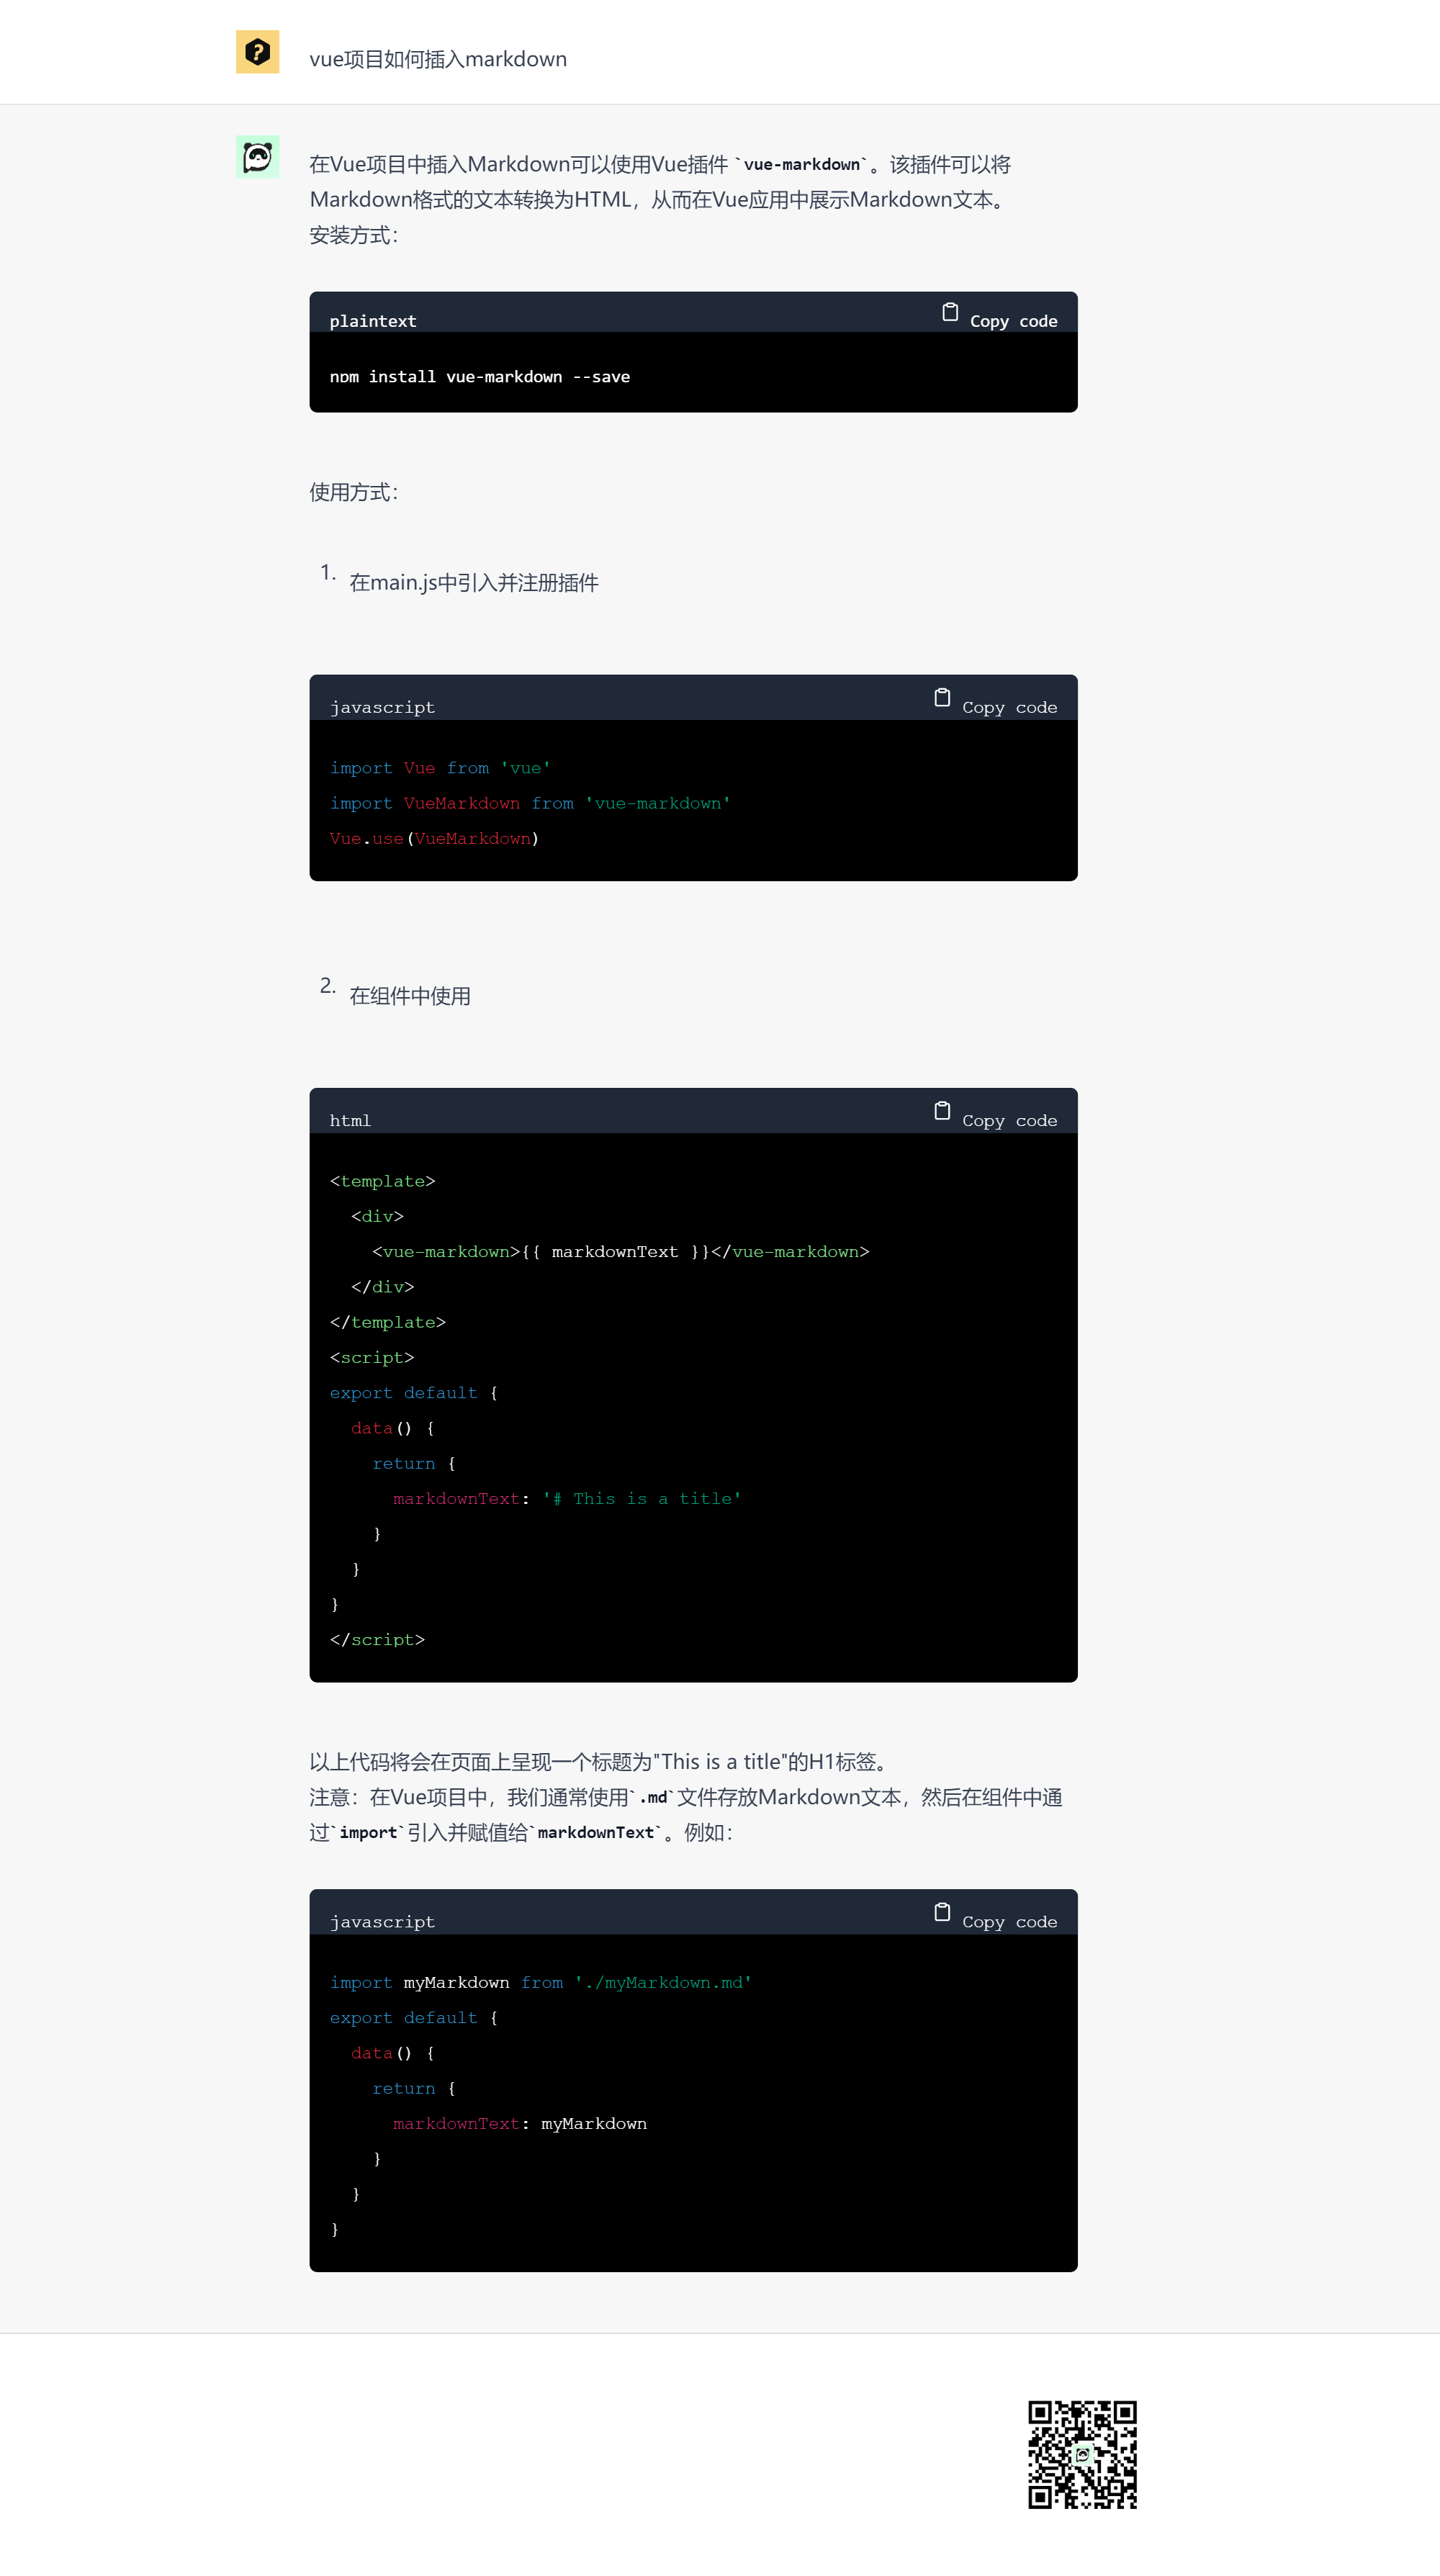 vue项目如何插入markdown
在Vue项目中插入Markdown可以使用Vue插件 `vue-markdown`。该插件可以将
Markdown格式的文本转换为HTML，从而在Vue应用中展示Markdown文本。
安装方式：
plaintext Copy code
npm install vue-markdown --save
使用方式：
1. 在main.js中引入并注册插件
javascript Copy code
import Vue from 'vue'
import VueMarkdown from 'vue-markdown'
Vue.use(VueMarkdown)
2. 在组件中使用
html Copy code
<template>
  <div>
    <vue-markdown>{{ markdownText }}</vue-markdown>
  </div>
</template>
<script>
export default {
  data() {
    return {
      markdownText: '# This is a title'
    }
  }
}
</script>
以上代码将会在页面上呈现一个标题为"This is a title"的H1标签。
注意：在Vue项目中，我们通常使用`.md`文件存放Markdown文本，然后在组件中通
过`import`引入并赋值给`markdownText`。例如：
javascript Copy code
import myMarkdown from './myMarkdown.md'
export default {
  data() {
    return {
      markdownText: myMarkdown
    }
  }
}